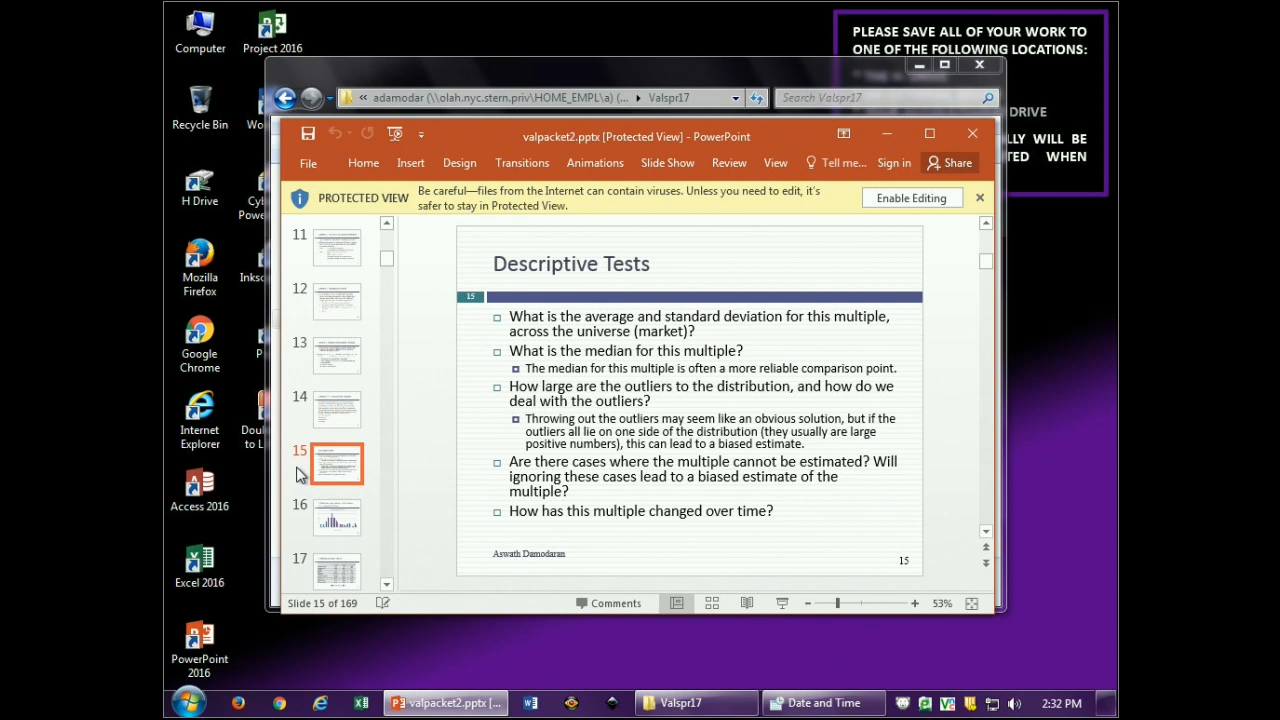 Computer
Project 2016
Recycle Bin
H Drive
Mozilla
Firefox
Google
Chrome
Internet
Explorer
Access 2016
Excel 2016
PowerPoint
2016
PLEASE SAVE ALL OF YOUR WORK TO
ONE OF THE FOLLOWING LOCATIONS:
DRIVE
WHEN
adamodar (\\olah.nyc.stern.priv\HOME_EMPL\a) (...
Valspr17
Search Valspr17
valpacket2.pptx [Protected View] - PowerPoint
File Home Insert Design Transitions Animations Slide Show Review View Tell me... Sign in Share
PROTECTED VIEW
Be careful—files from the Internet can contain viruses. Unless you need to edit, it's
safer to stay in Protected View.
Enable Editing
11
12
13
14
15
16
17
Descriptive Tests
15
What is the average and standard deviation for this multiple,
across the universe (market)?
What is the median for this multiple?
The median for this multiple is often a more reliable comparison point.
How large are the outliers to the distribution, and how do we
deal with the outliers?
Throwing out the outliers may seem like an obvious solution, but if the
outliers all lie on one side of the distribution (they usually are large
positive numbers), this can lead to a biased estimate.
Are there cases where the multiple cannot be estimated? Will
ignoring these cases lead to a biased estimate of the
multiple?
How has this multiple changed over time?
Aswath Damodaran
15
Slide 15 of 169
Comments
53%
valpacket2.pptx [...
Valspr17
Date and Time
2:32 PM